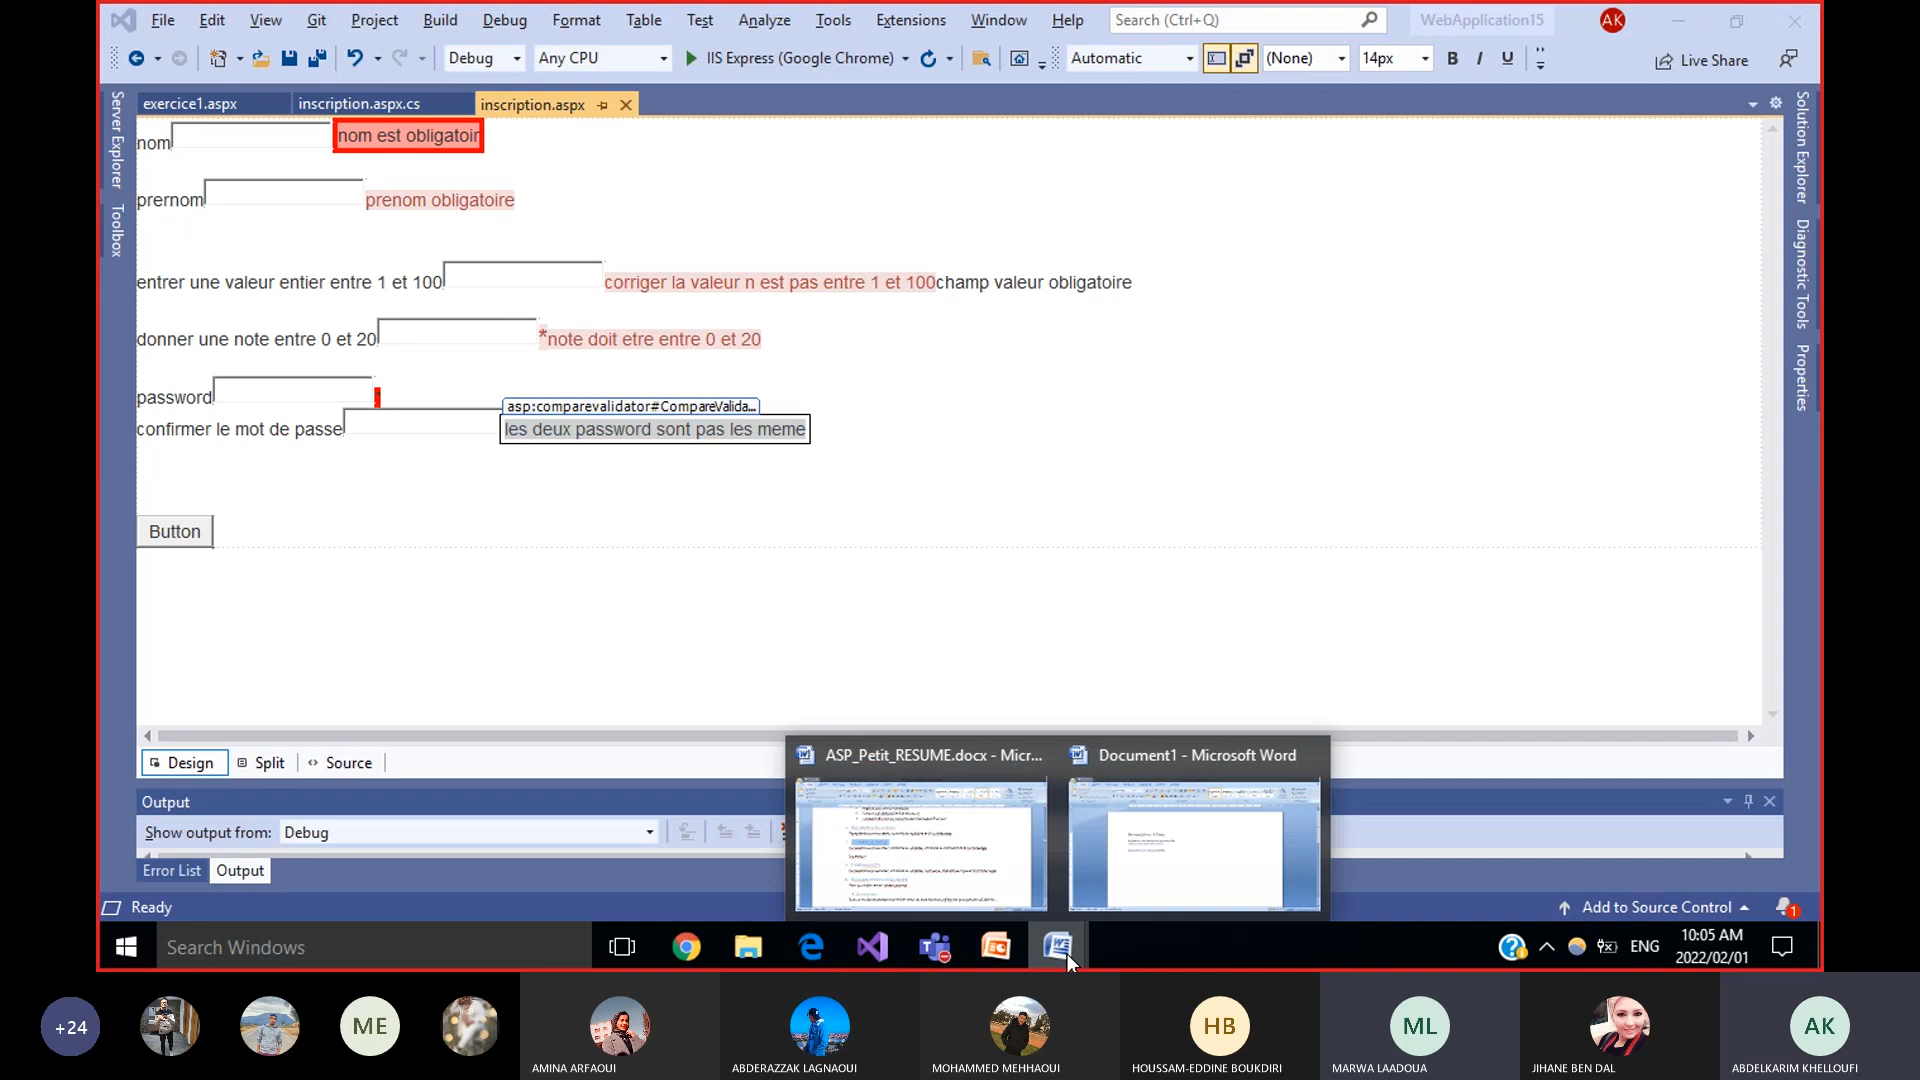 File Edit View Git Project Build Debug Format Table Test Analyze Tools Extensions Window Help Search (Ctrl+Q) WebApplication15 AK
Debug Any CPU IIS Express (Google Chrome) Automatic (None) 14px B I U Live Share
exercice1.aspx inscription.aspx.cs inscription.aspx
Server Explorer
Toolbox
Solution Explorer
Diagnostic Tools
Properties
nom nom est obligatoir
prernom prenom obligatoire
entrer une valeur entier entre 1 et 100 corriger la valeur n est pas entre 1 et 100champ valeur obligatoire
donner une note entre 0 et 20 *note doit etre entre 0 et 20
password
asp:comparevalidator#CompareValida...
confirmer le mot de passe les deux password sont pas les meme
Button
Design Split Source
ASP_Petit_RESUME.docx - Micr... Document1 - Microsoft Word
Output
Show output from: Debug
Error List Output
Ready Add to Source Control 1
Search Windows ENG 10:05 AM
2022/02/01
+24 ME HB ML AK
AMINA ARFAOUI ABDERAZZAK LAGNAOUI MOHAMMED MEHHAOUI HOUSSAM-EDDINE BOUKDIRI MARWA LAADOUA JIHANE BEN DAL ABDELKARIM KHELLOUFI